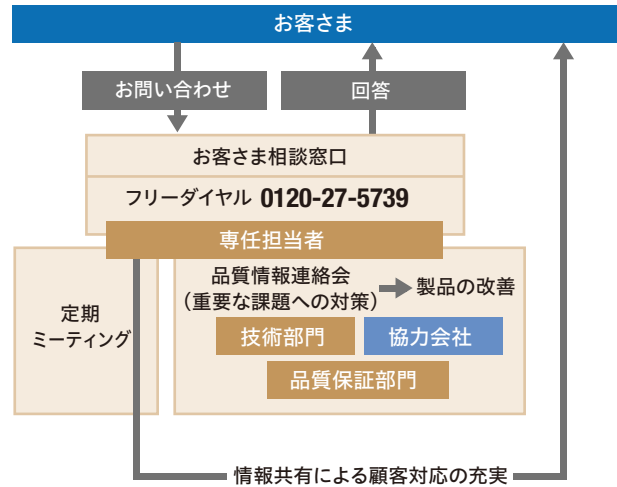 お客さま
お問い合わせ
回答
お客さま相談窓口
フリーダイヤル 0120-27-5739
専任担当者
定期
ミーティング
品質情報連絡会
(重要な課題への対策)
製品の改善
技術部門
協力会社
品質保証部門
情報共有による顧客対応の充実